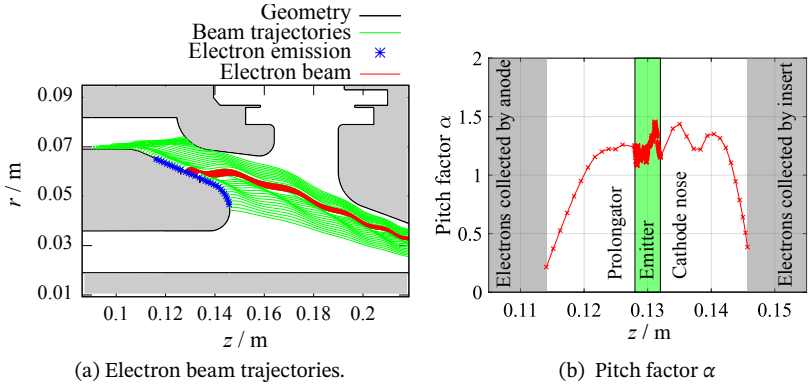 Geometry
Beam trajectories
Electron emission
Electron beam
0.09
0.07
0.05
0.03
0.01
r / m
0.1 0.12 0.14 0.16 0.18 0.2
z / m
(a) Electron beam trajectories.
2
1.5
1
0.5
0
Pitch factor α
Electrons collected by anode
Prolongator
Emitter
Cathode nose
Electrons collected by insert
0.11 0.12 0.13 0.14 0.15
z / m
(b) Pitch factor α